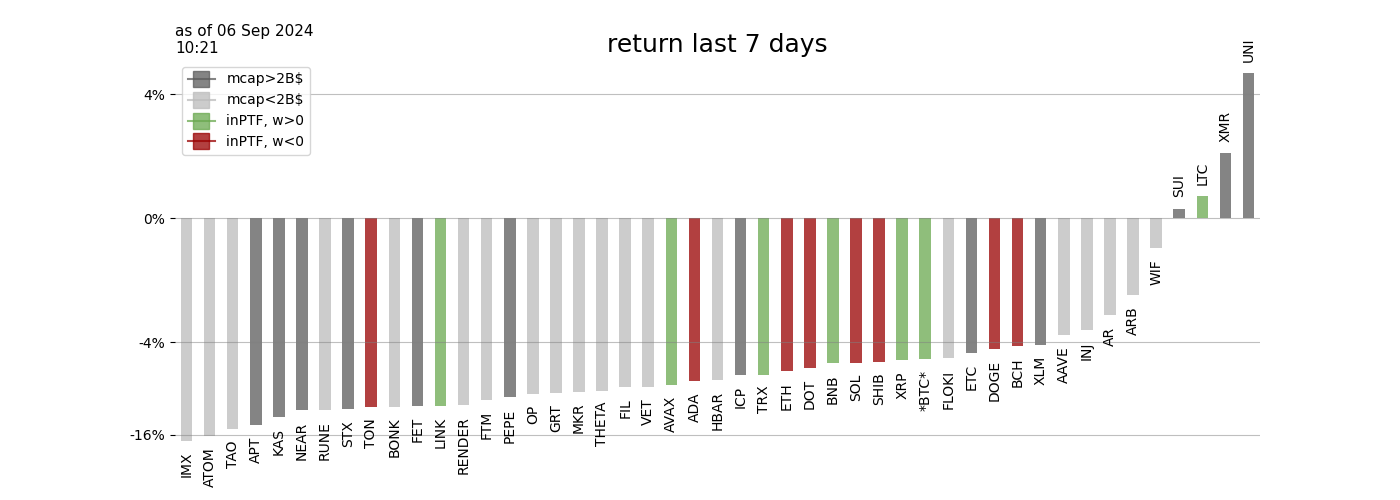 as of 06 Sep 2024
10:21
return last 7 days
mcap>2B$
mcap<2B$
inPTF, w>0
inPTF, w<0
4%
0%
-4%
-16%
IMX
ATOM
TAO
APT
KAS
NEAR
RUNE
STX
TON
BONK
FET
LINK
RENDER
FTM
PEPE
OP
GRT
MKR
THETA
FIL
VET
AVAX
ADA
HBAR
ICP
TRX
ETH
DOT
BNB
SOL
SHIB
XRP
*BTC*
FLOKI
ETC
DOGE
BCH
XLM
AAVE
INJ
AR
ARB
WIF
SUI
LTC
XMR
UNI